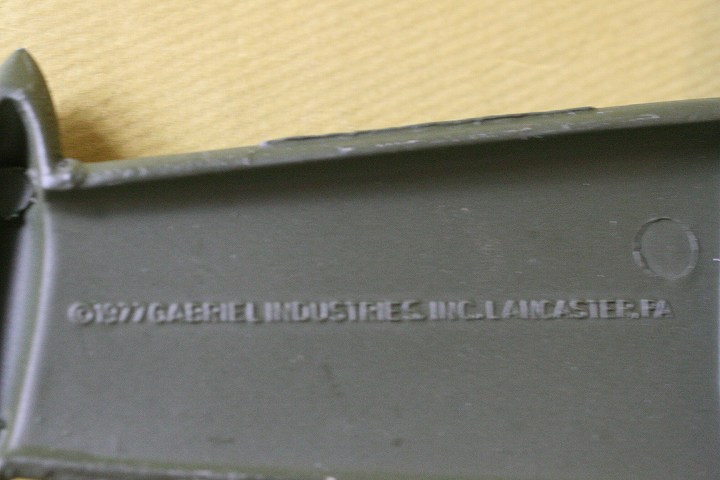 ©1977 GABRIEL INDUSTRIES INC. LANCASTER, PA